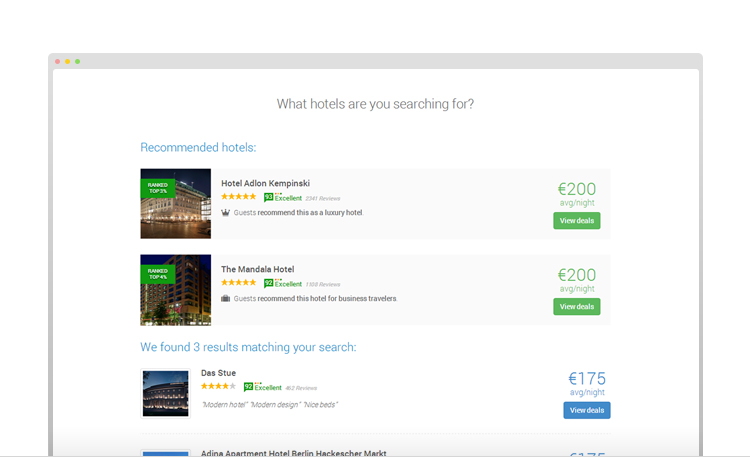 What hotels are you searching for?
Recommended hotels:
RANKED
TOP 3%
Hotel Adlon Kempinski
93 Excellent 2341 Reviews
Guests recommend this as a luxury hotel
€200
avg/night
View deals
RANKED
TOP 4%
The Mandala Hotel
92 Excellent 1169 Reviews
Guests recommend this hotel for business travelers
€200
avg/night
View deals
We found 3 results matching your search:
Das Stue
92 Excellent 462 Reviews
"Modern hotel" "Modern design" "Nice beds"
€175
avg/night
View deals
Adina Apartment Hotel Berlin Hackescher Markt
€175